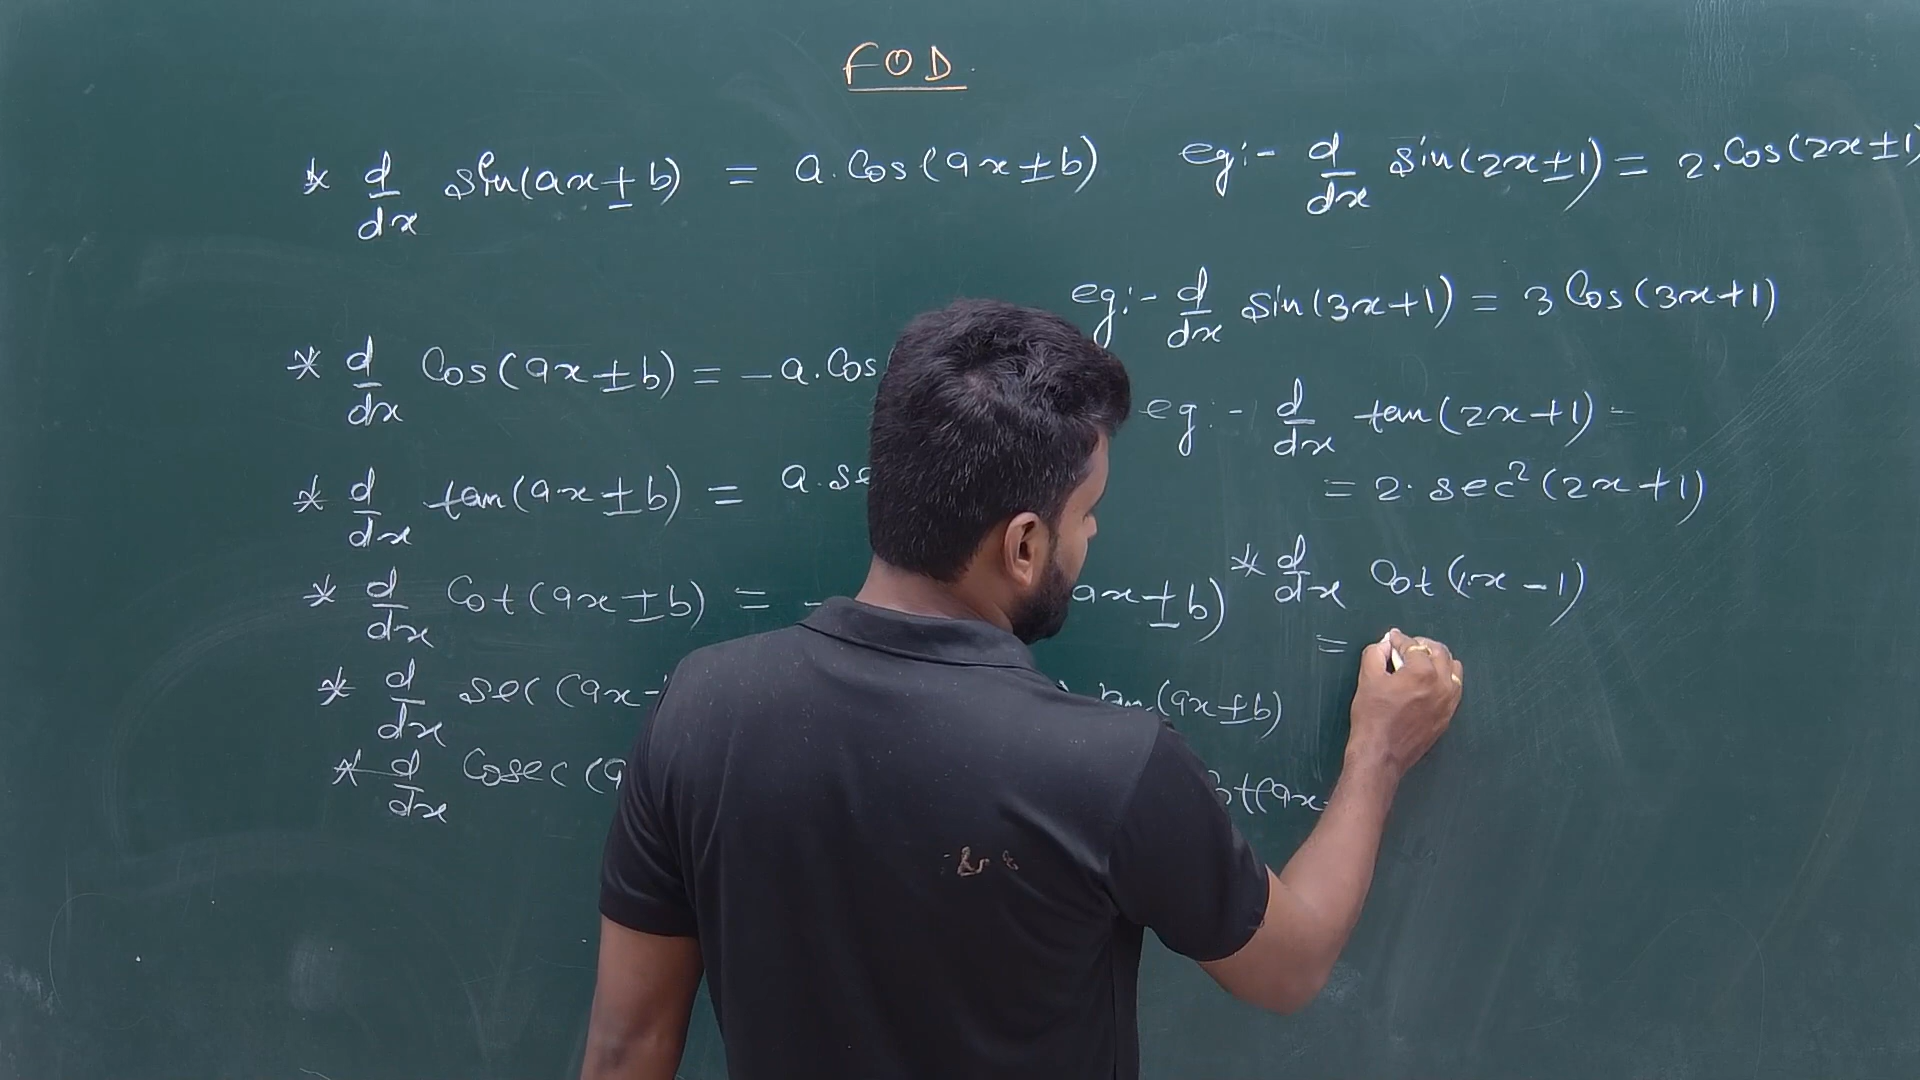 FOD
* d/dx sin(ax ± b) = a.Cos(ax ± b) eg:- d/dx sin(2x±1) = 2.Cos(2x±1)
eg:- d/dx sin(3x+1) = 3 Cos(3x+1)
* d/dx Cos(ax ± b) = -a.Cos
eg:- d/dx tan(2x+1) =
* d/dx tan(ax ± b) = a.se
= 2. sec²(2x+1)
* d/dx Cot(ax ± b) = - ax ± b)
* d/dx Cot(1x - 1)
=
* d/dx sec(ax tan(ax ± b)
* d/dx Cosec(a Cot(ax